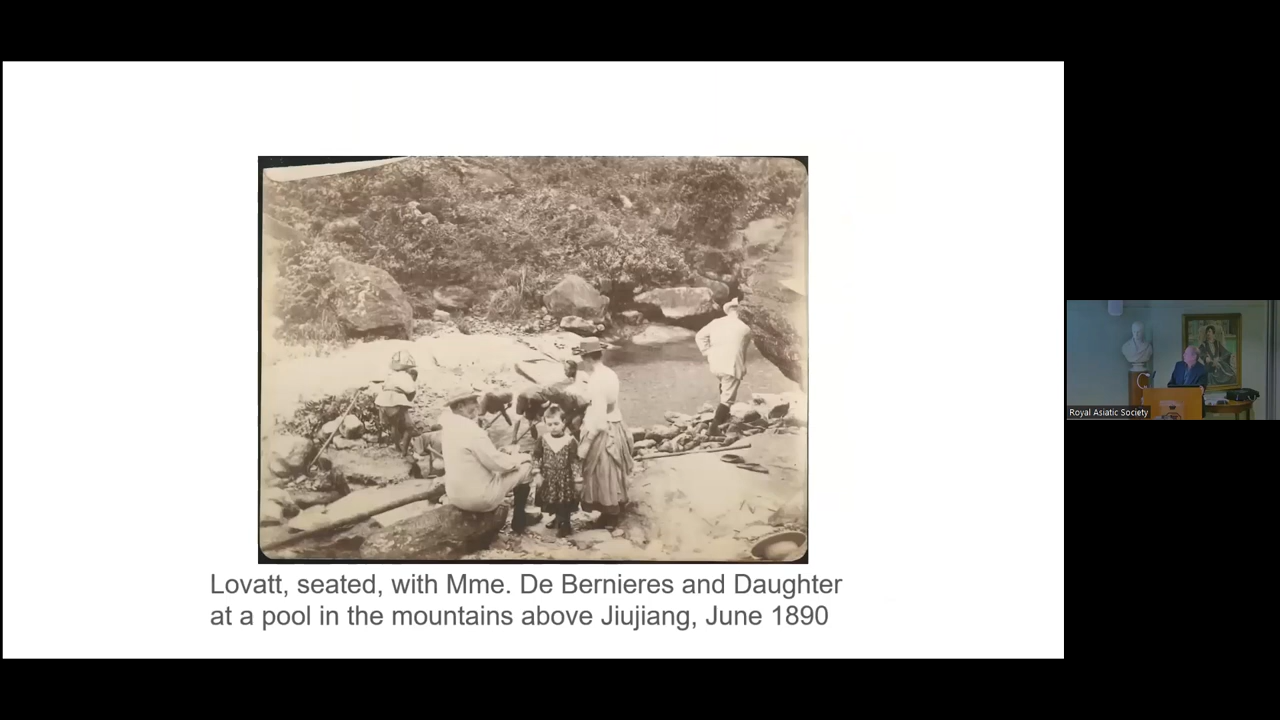 Lovatt, seated, with Mme. De Bernieres and Daughter
at a pool in the mountains above Jiujiang, June 1890
Royal Asiatic Society